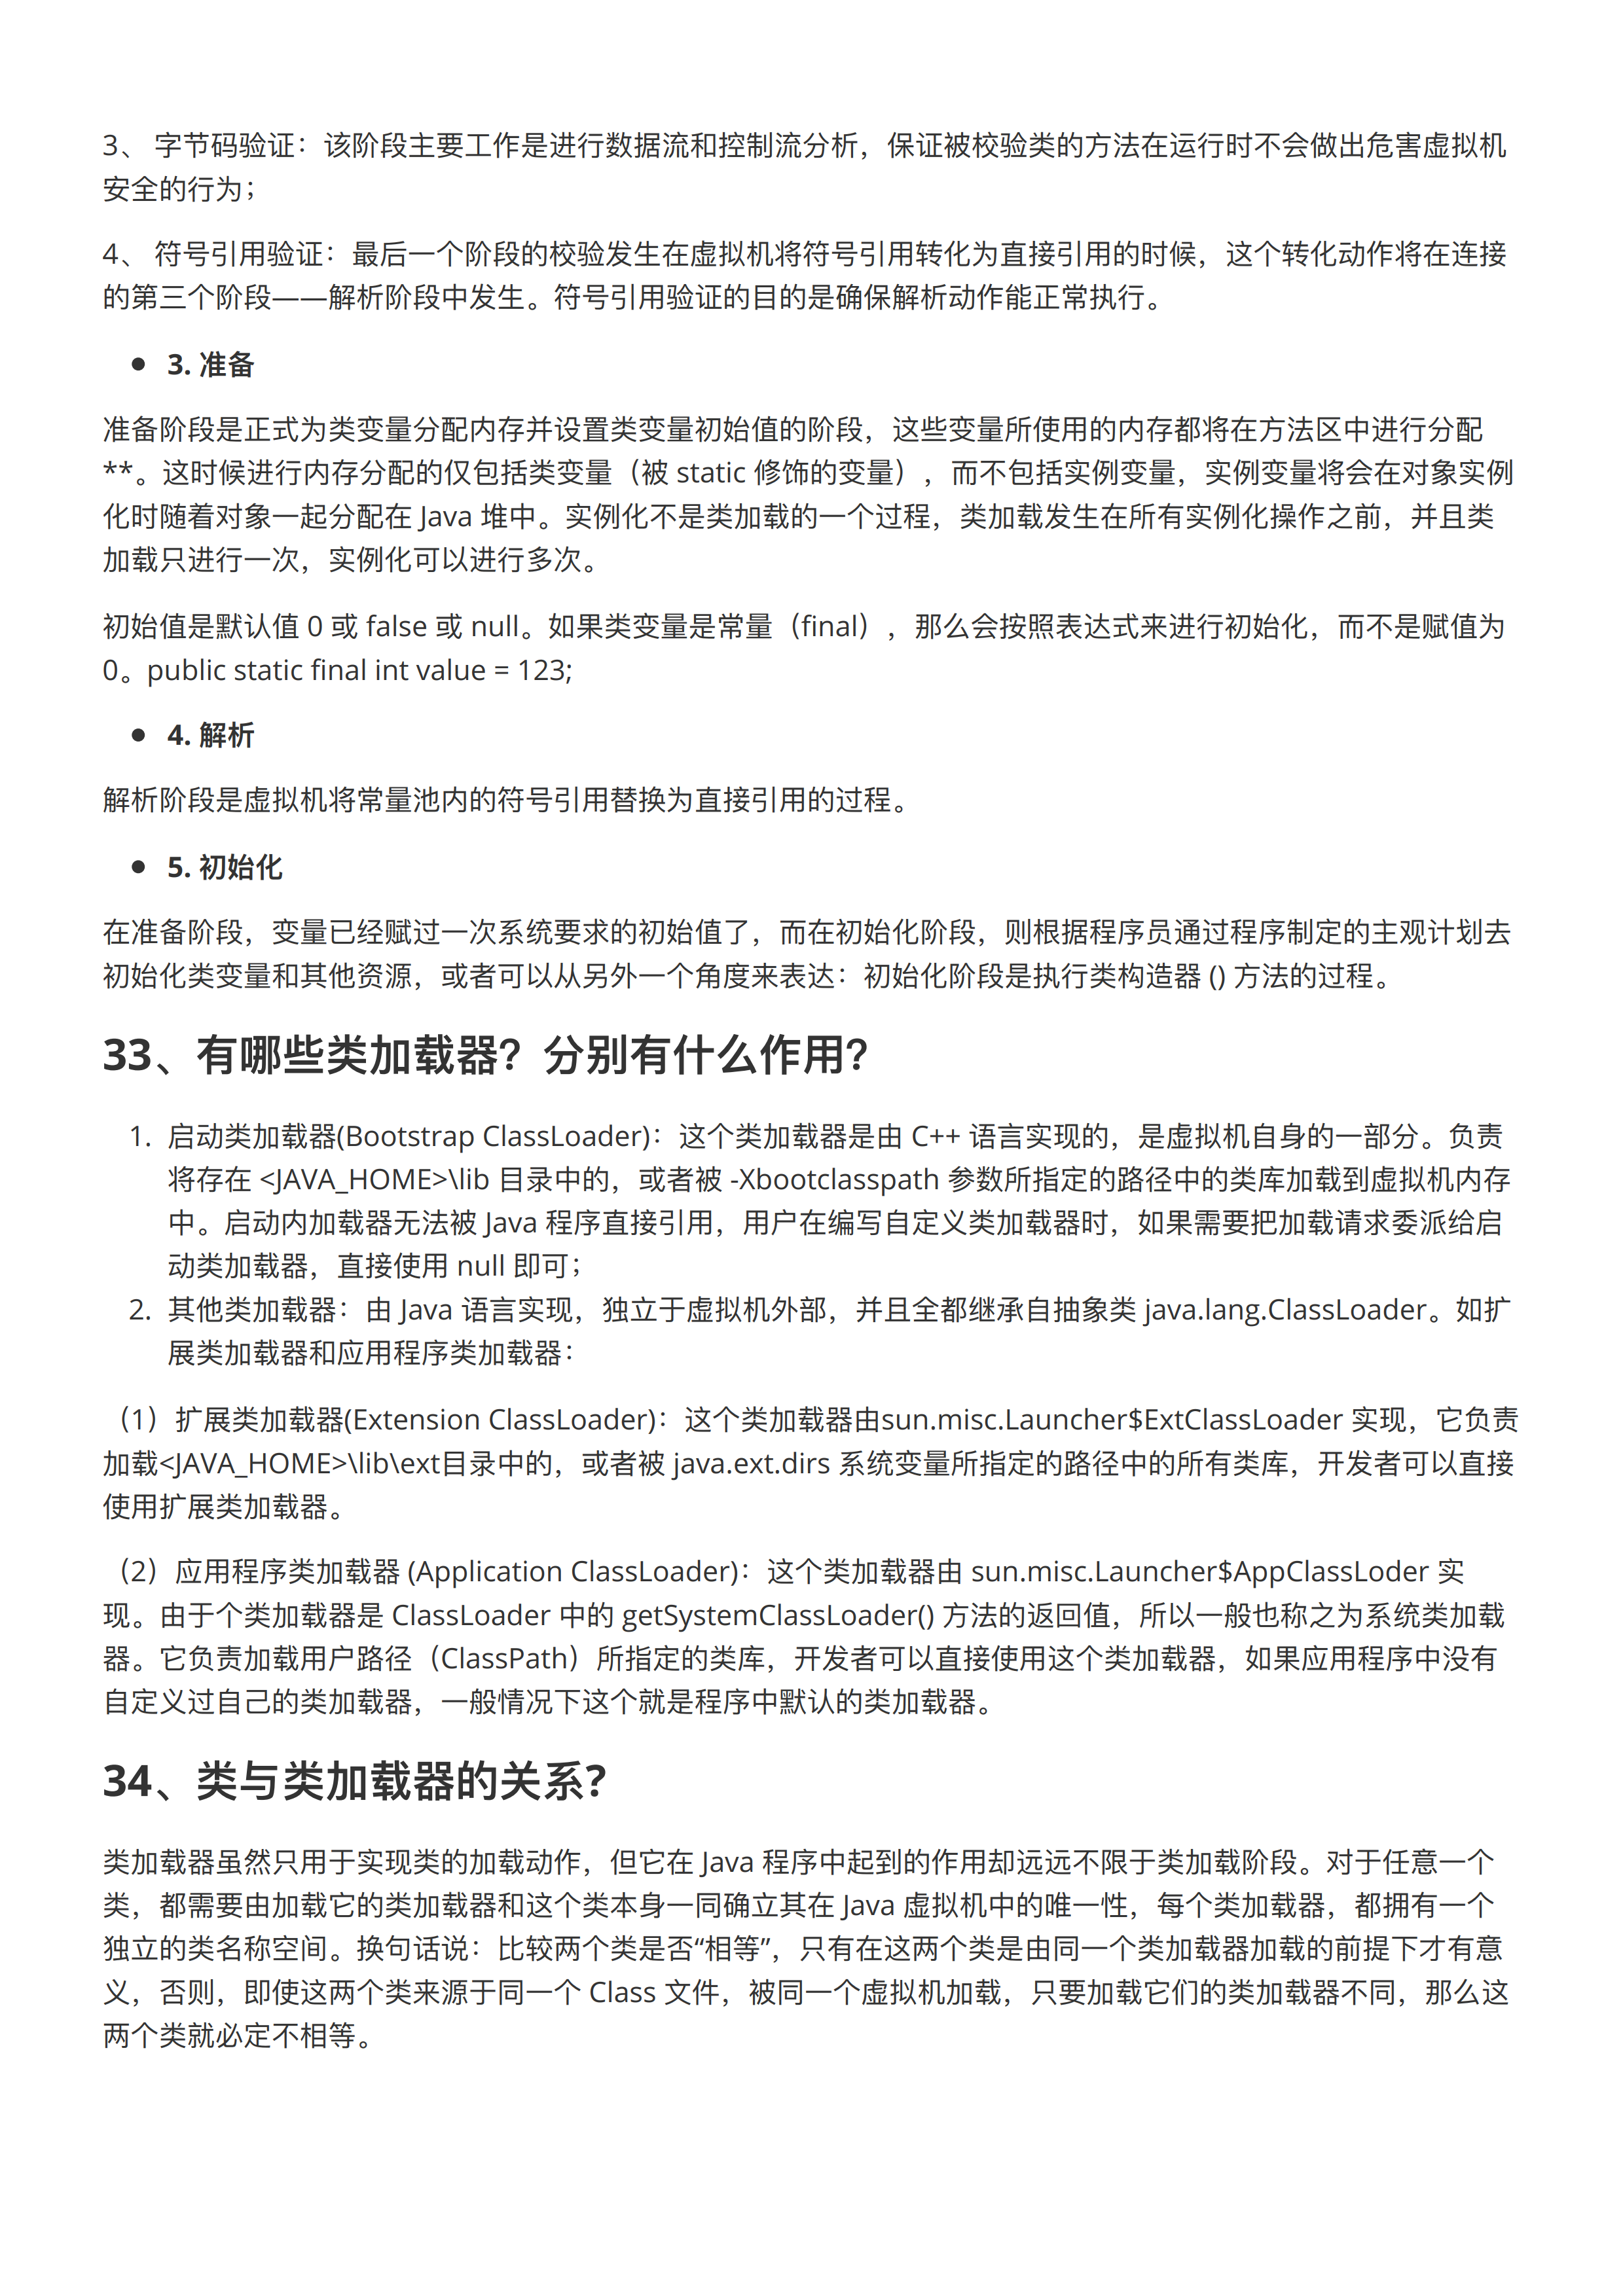 3、 字节码验证：该阶段主要工作是进行数据流和控制流分析，保证被校验类的方法在运行时不会做出危害虚拟机
安全的行为；
4、 符号引用验证：最后一个阶段的校验发生在虚拟机将符号引用转化为直接引用的时候，这个转化动作将在连接
的第三个阶段——解析阶段中发生。符号引用验证的目的是确保解析动作能正常执行。
● 3. 准备
准备阶段是正式为类变量分配内存并设置类变量初始值的阶段，这些变量所使用的内存都将在方法区中进行分配
**。这时候进行内存分配的仅包括类变量（被 static 修饰的变量），而不包括实例变量，实例变量将会在对象实例
化时随着对象一起分配在 Java 堆中。实例化不是类加载的一个过程，类加载发生在所有实例化操作之前，并且类
加载只进行一次，实例化可以进行多次。
初始值是默认值 0 或 false 或 null。如果类变量是常量（final），那么会按照表达式来进行初始化，而不是赋值为
0。public static final int value = 123;
● 4. 解析
解析阶段是虚拟机将常量池内的符号引用替换为直接引用的过程。
● 5. 初始化
在准备阶段，变量已经赋过一次系统要求的初始值了，而在初始化阶段，则根据程序员通过程序制定的主观计划去
初始化类变量和其他资源，或者可以从另外一个角度来表达：初始化阶段是执行类构造器 () 方法的过程。
33、有哪些类加载器？分别有什么作用？
1. 启动类加载器(Bootstrap ClassLoader)：这个类加载器是由 C++ 语言实现的，是虚拟机自身的一部分。负责
将存在 <JAVA_HOME>\lib 目录中的，或者被 -Xbootclasspath 参数所指定的路径中的类库加载到虚拟机内存
中。启动内加载器无法被 Java 程序直接引用，用户在编写自定义类加载器时，如果需要把加载请求委派给启
动类加载器，直接使用 null 即可；
2. 其他类加载器：由 Java 语言实现，独立于虚拟机外部，并且全都继承自抽象类 java.lang.ClassLoader。如扩
展类加载器和应用程序类加载器：
（1）扩展类加载器(Extension ClassLoader)：这个类加载器由sun.misc.Launcher$ExtClassLoader 实现，它负责
加载<JAVA_HOME>\lib\ext目录中的，或者被 java.ext.dirs 系统变量所指定的路径中的所有类库，开发者可以直接
使用扩展类加载器。
（2）应用程序类加载器 (Application ClassLoader)：这个类加载器由 sun.misc.Launcher$AppClassLoder 实
现。由于个类加载器是 ClassLoader 中的 getSystemClassLoader() 方法的返回值，所以一般也称之为系统类加载
器。它负责加载用户路径（ClassPath）所指定的类库，开发者可以直接使用这个类加载器，如果应用程序中没有
自定义过自己的类加载器，一般情况下这个就是程序中默认的类加载器。
34、类与类加载器的关系？
类加载器虽然只用于实现类的加载动作，但它在 Java 程序中起到的作用却远远不限于类加载阶段。对于任意一个
类，都需要由加载它的类加载器和这个类本身一同确立其在 Java 虚拟机中的唯一性，每个类加载器，都拥有一个
独立的类名称空间。换句话说：比较两个类是否“相等”，只有在这两个类是由同一个类加载器加载的前提下才有意
义，否则，即使这两个类来源于同一个 Class 文件，被同一个虚拟机加载，只要加载它们的类加载器不同，那么这
两个类就必定不相等。